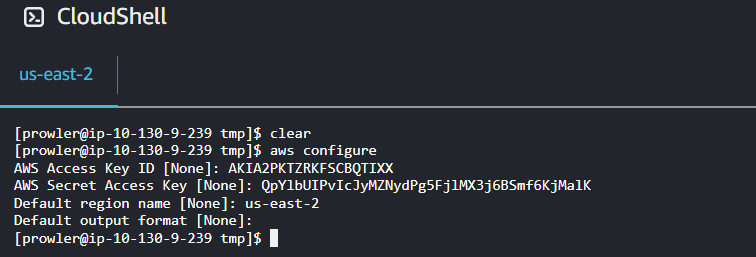 CloudShell
us-east-2
[prowler@ip-10-130-9-239 tmp]$ clear
[prowler@ip-10-130-9-239 tmp]$ aws configure
AWS Access Key ID [None]: AKIA2PKTZRKFSCBQTIXX
AWS Secret Access Key [None]: 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
Default region name [None]: us-east-2
Default output format [None]:
[prowler@ip-10-130-9-239 tmp]$